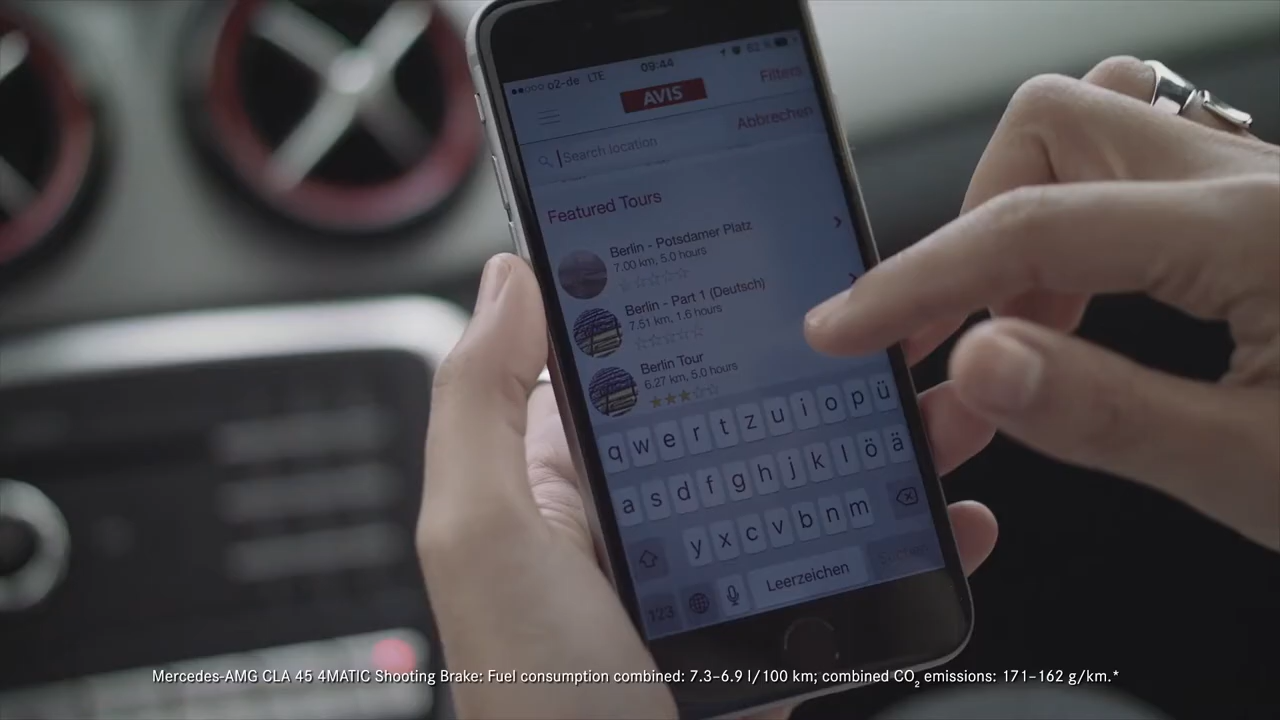 o2-de LTE 09:44 62 %
AVIS
Filters
Search location
Abbrechen
Featured Tours
Berlin - Potsdamer Platz
7.00 km, 5.0 hours
Berlin - Part 1 (Deutsch)
7.51 km, 1.6 hours
Berlin Tour
6.27 km, 5.0 hours
q w e r t z u i o p ü
a s d f g h j k l ö ä
y x c v b n m
123 Leerzeichen
Mercedes-AMG CLA 45 4MATIC Shooting Brake: Fuel consumption combined: 7.3–6.9 l/100 km; combined CO₂ emissions: 171–162 g/km.*